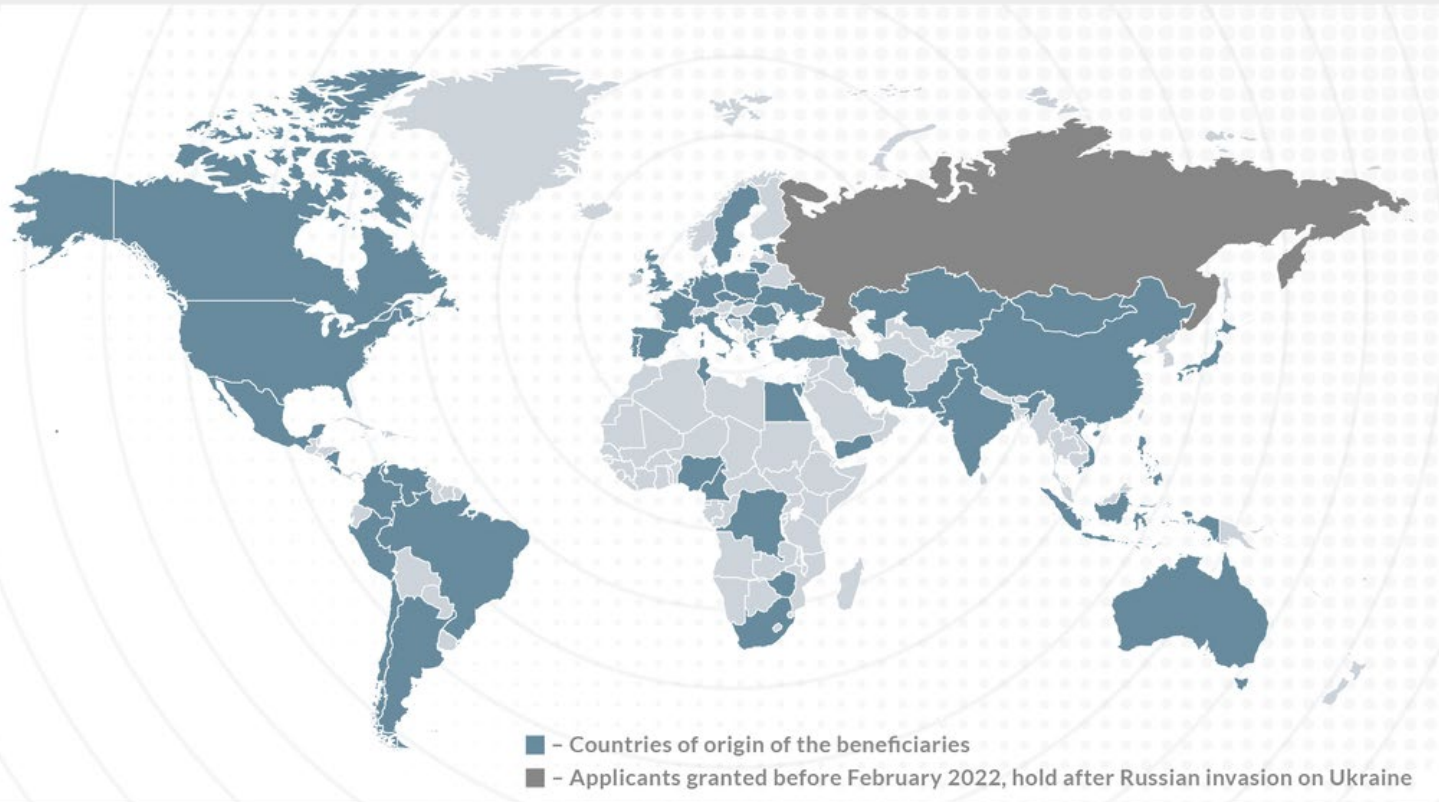 – Countries of origin of the beneficiaries
– Applicants granted before February 2022, hold after Russian invasion on Ukraine